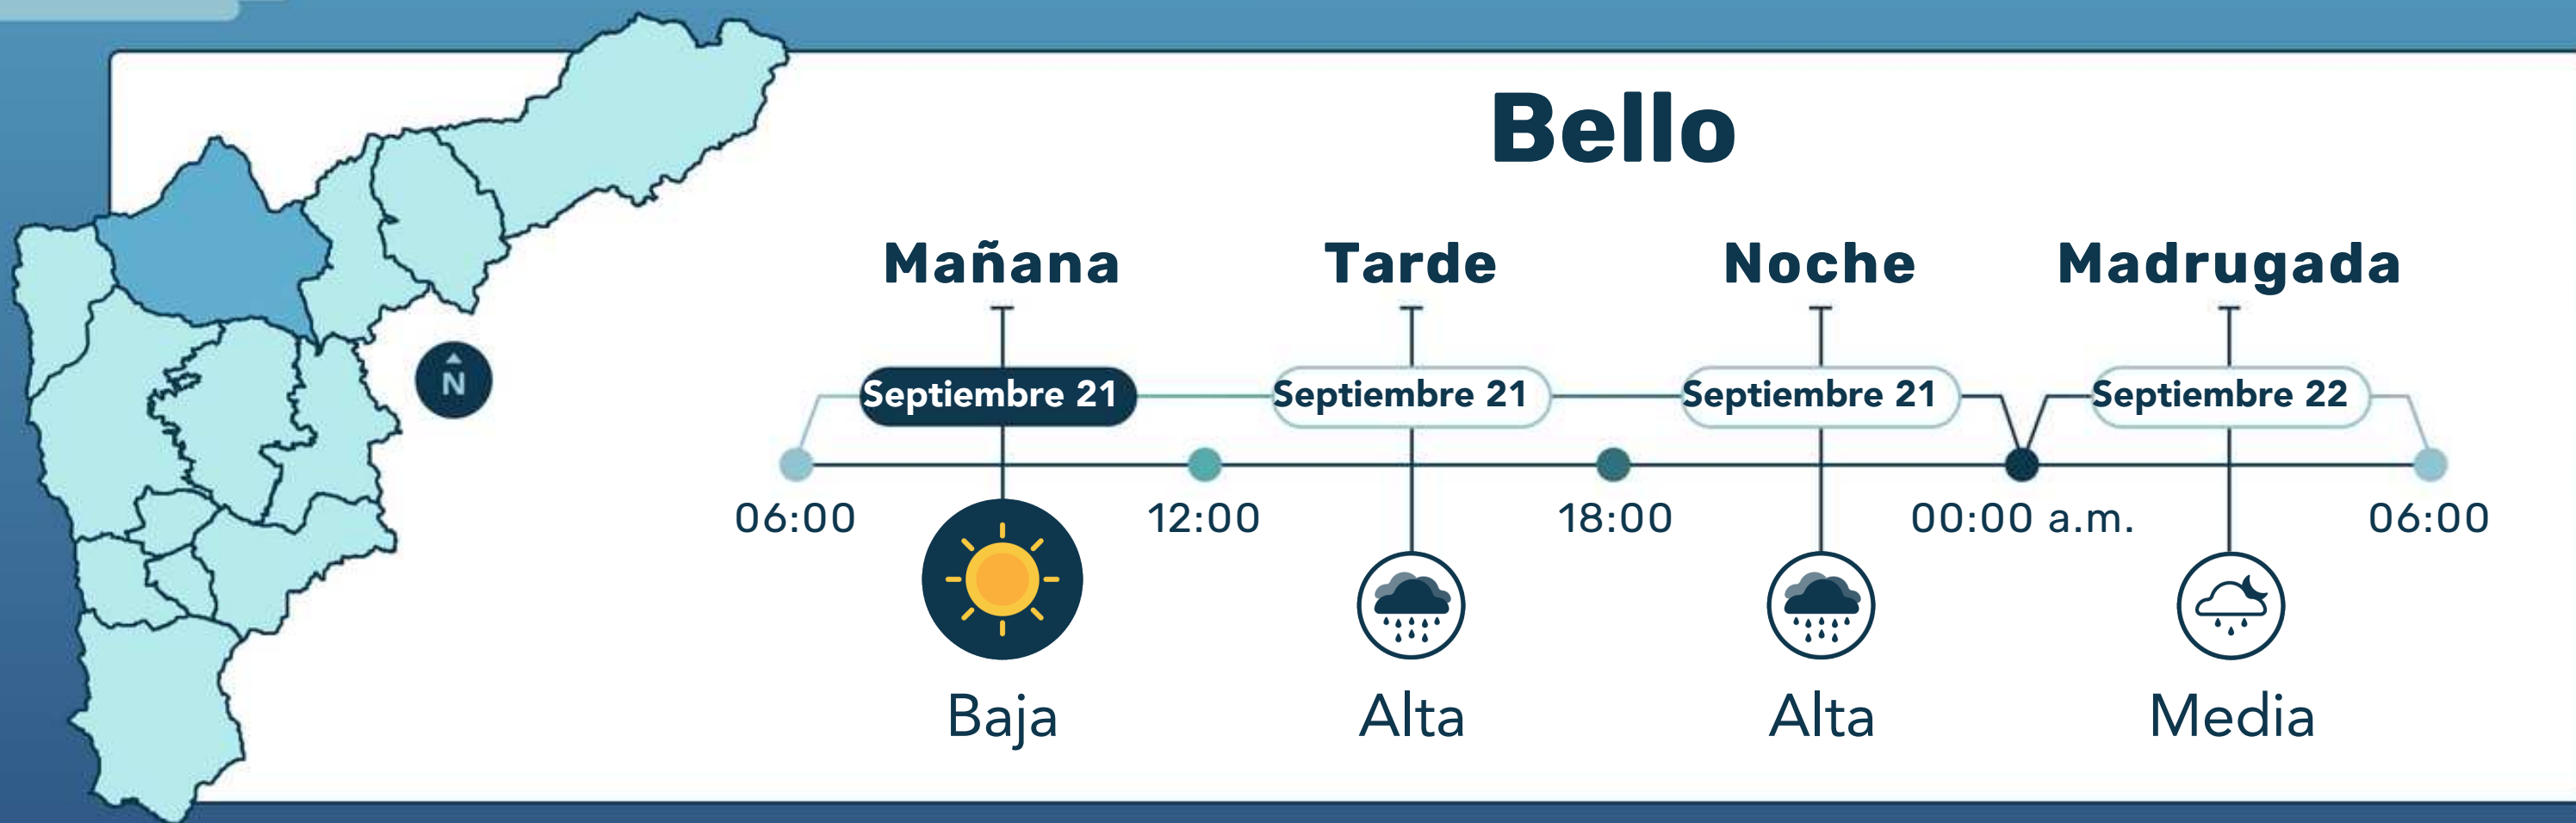 Bello
Mañana Tarde Noche Madrugada
Septiembre 21 Septiembre 21 Septiembre 21 Septiembre 22
N
06:00 12:00 18:00 00:00 a.m. 06:00
Baja Alta Alta Media